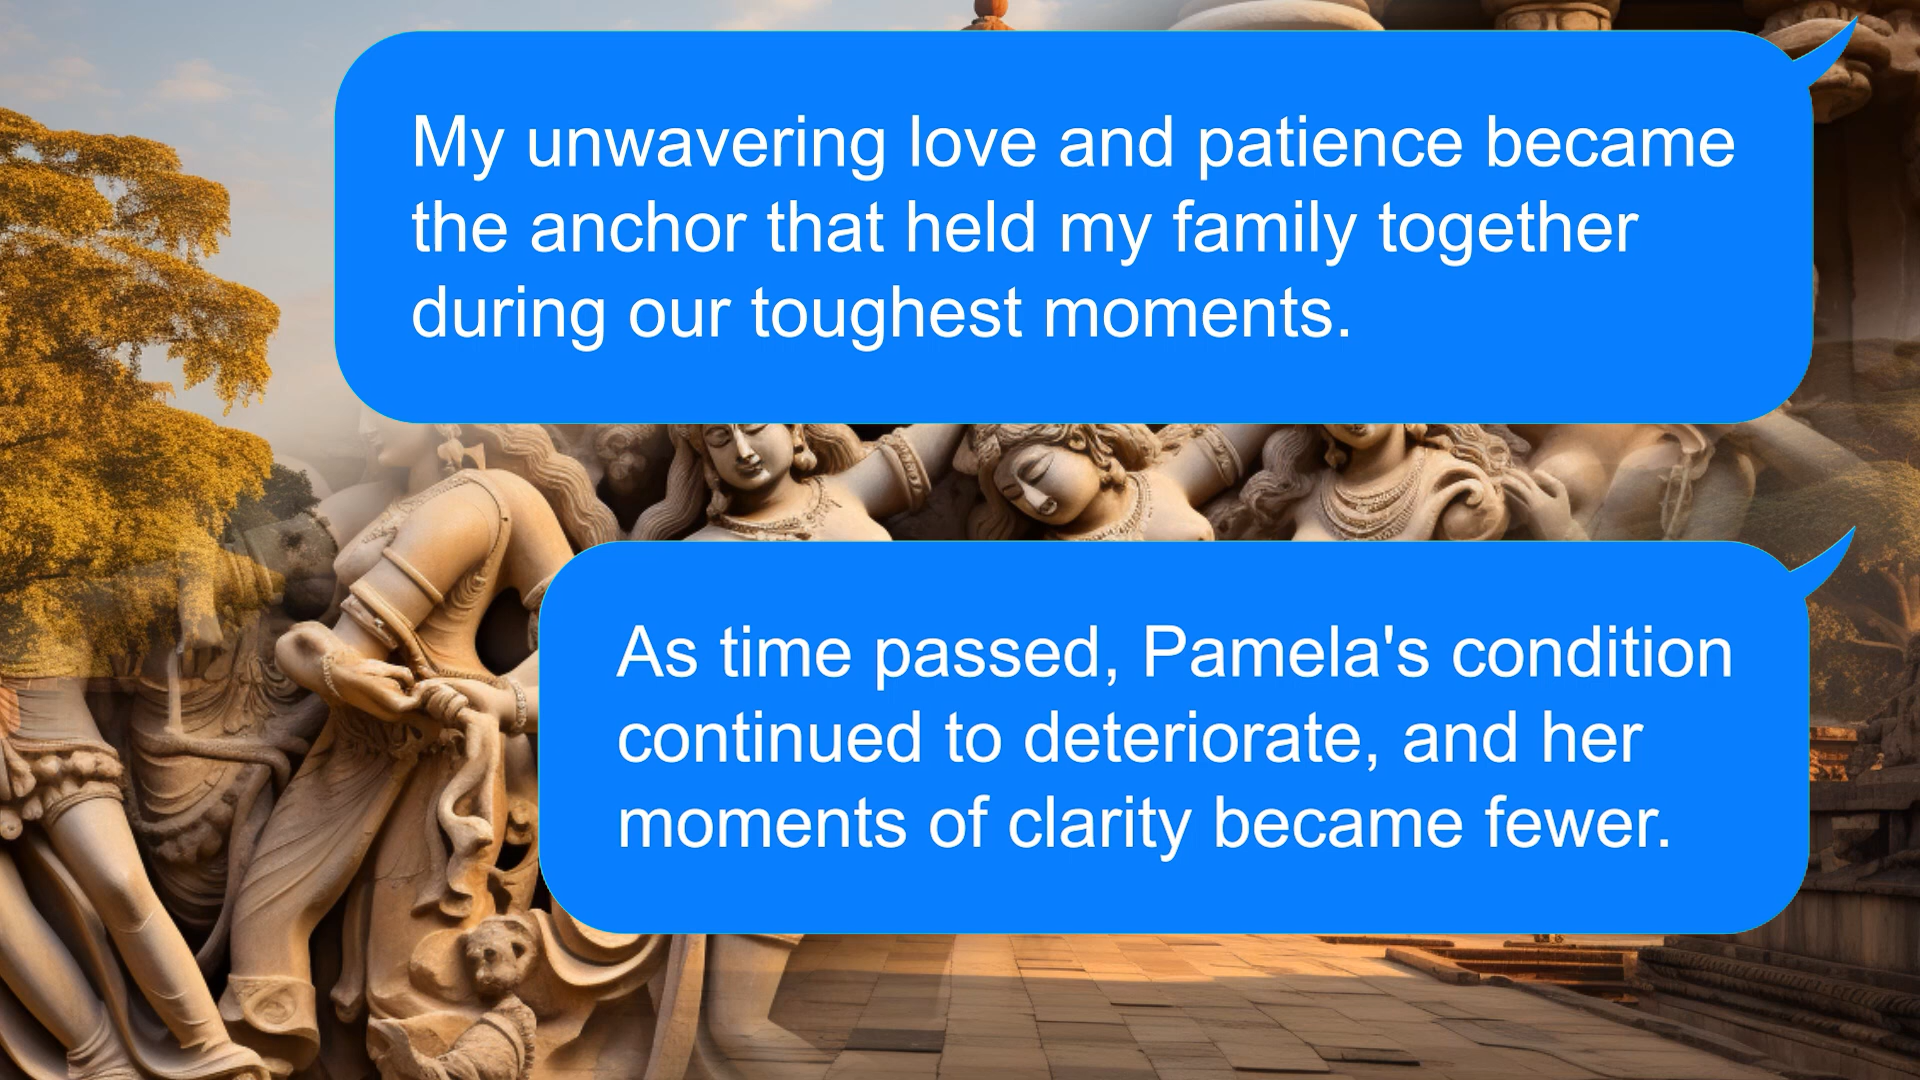 My unwavering love and patience became
the anchor that held my family together
during our toughest moments.
As time passed, Pamela's condition
continued to deteriorate, and her
moments of clarity became fewer.